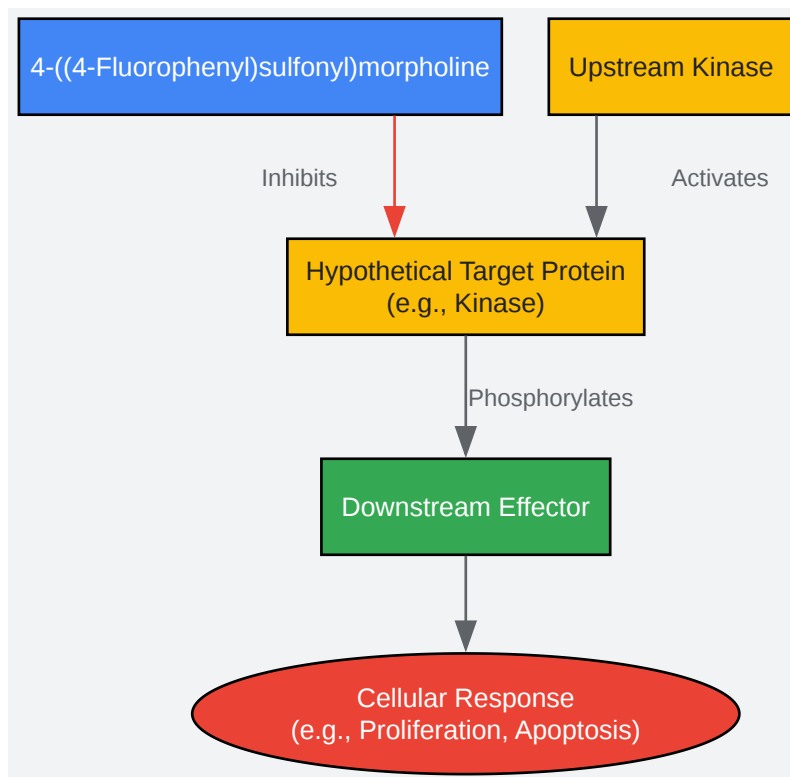 4-((4-Fluorophenyl)sulfonyl)morpholine
Upstream Kinase
Inhibits
Activates
Hypothetical Target Protein
(e.g., Kinase)
Phosphorylates
Downstream Effector
Cellular Response
(e.g., Proliferation, Apoptosis)